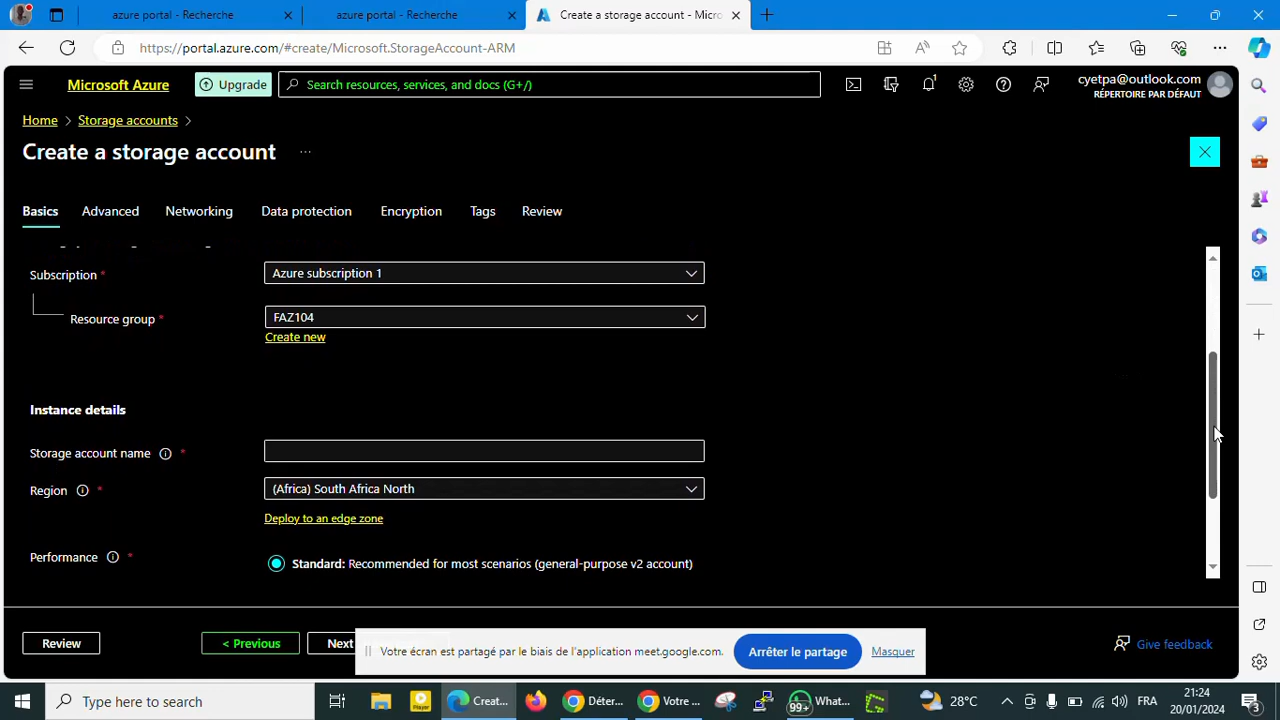 azure portal - Recherche
azure portal - Recherche
Create a storage account - Micro
https://portal.azure.com/#create/Microsoft.StorageAccount-ARM
Microsoft Azure
Upgrade
Search resources, services, and docs (G+/)
1
cyetpa@outlook.com
RÉPERTOIRE PAR DÉFAUT
Home > Storage accounts >
Create a storage account ...
Basics
Advanced
Networking
Data protection
Encryption
Tags
Review
Subscription *
Azure subscription 1
Resource group *
FAZ104
Create new
Instance details
Storage account name *
Region *
(Africa) South Africa North
Deploy to an edge zone
Performance *
Standard: Recommended for most scenarios (general-purpose v2 account)
Review
< Previous
Next
Votre écran est partagé par le biais de l'application meet.google.com.
Arrêter le partage
Masquer
Give feedback
Type here to search
Creat...
Déter...
Votre ...
99+
What...
28°C
FRA
21:24
20/01/2024
3